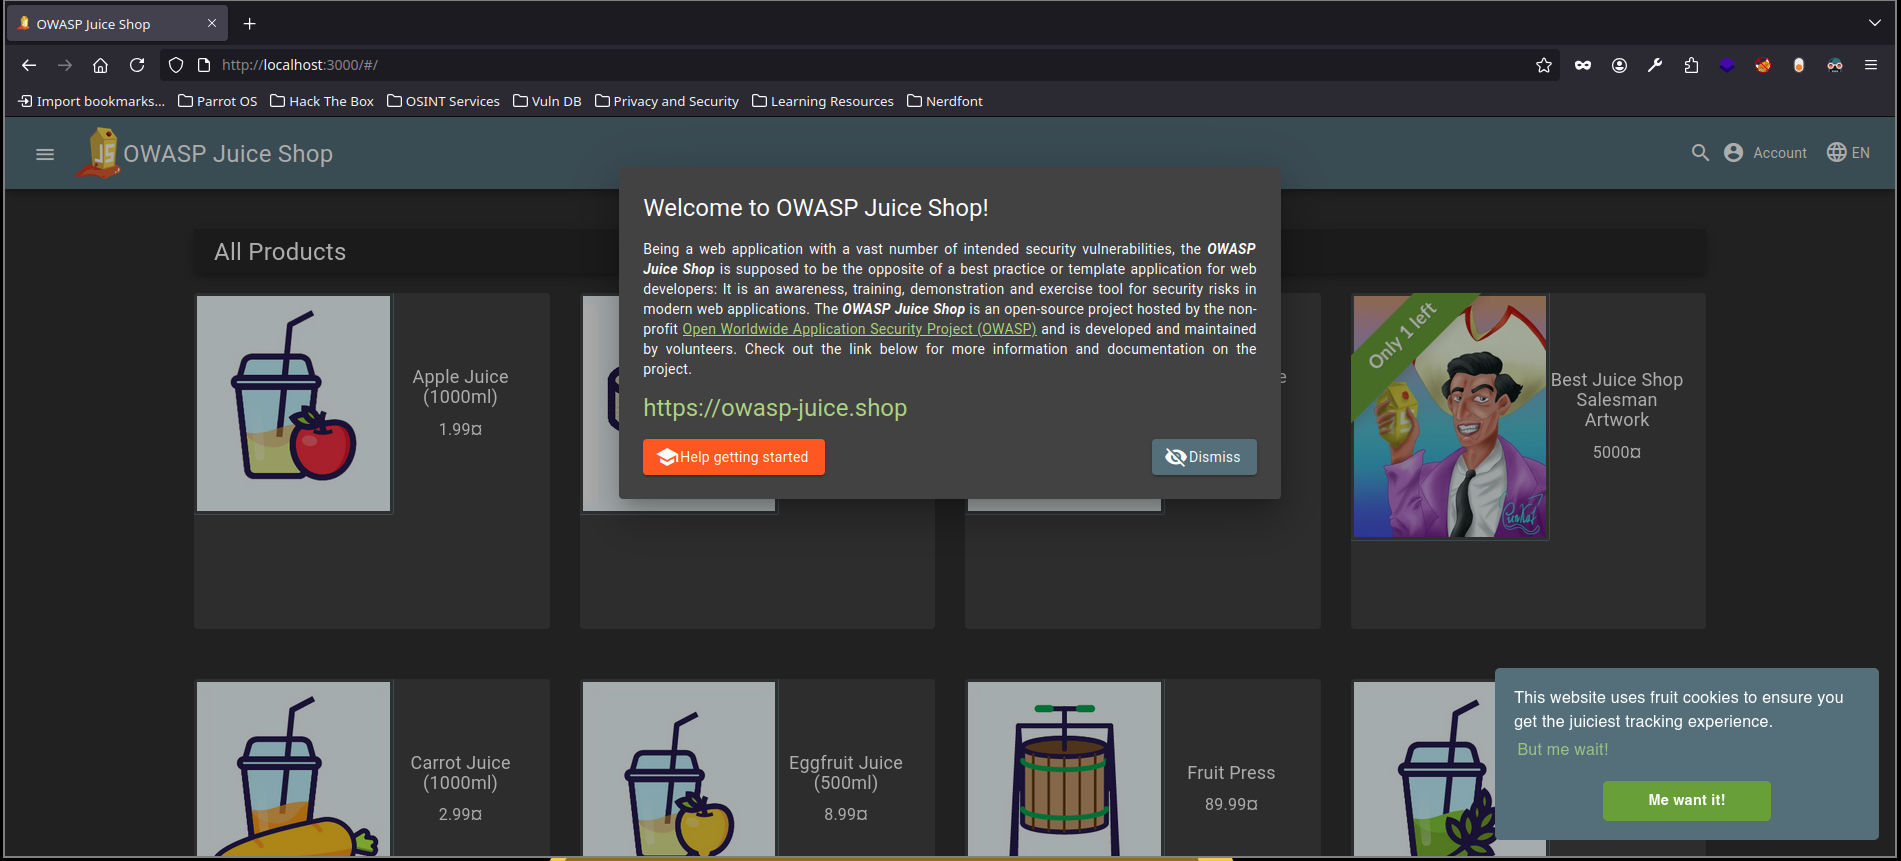 OWASP Juice Shop
http://localhost:3000/#/
Import bookmarks... Parrot OS Hack The Box OSINT Services Vuln DB Privacy and Security Learning Resources Nerdfont
JS OWASP Juice Shop Account EN
All Products
Welcome to OWASP Juice Shop!
Being a web application with a vast number of intended security vulnerabilities, the OWASP
Juice Shop is supposed to be the opposite of a best practice or template application for web
developers: It is an awareness, training, demonstration and exercise tool for security risks in
modern web applications. The OWASP Juice Shop is an open-source project hosted by the non-
profit Open Worldwide Application Security Project (OWASP) and is developed and maintained
by volunteers. Check out the link below for more information and documentation on the
project.
https://owasp-juice.shop
Help getting started Dismiss
Apple Juice
(1000ml)
1.99¤
Only 1 left
Best Juice Shop
Salesman
Artwork
5000¤
Carrot Juice
(1000ml)
2.99¤
Eggfruit Juice
(500ml)
8.99¤
Fruit Press
89.99¤
This website uses fruit cookies to ensure you
get the juiciest tracking experience.
But me wait!
Me want it!